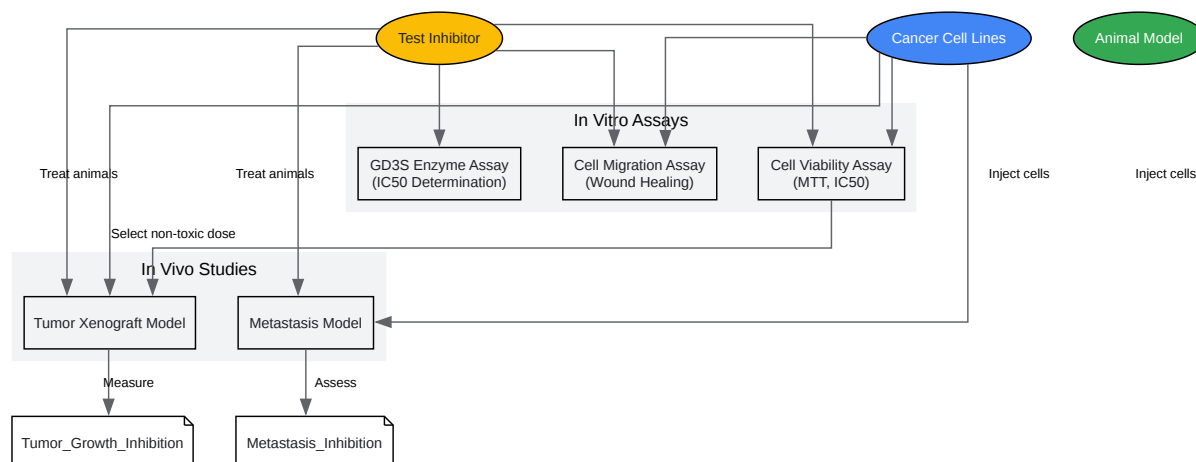 Test Inhibitor
Cancer Cell Lines
Animal Model
In Vitro Assays
GD3S Enzyme Assay
(IC50 Determination)
Cell Migration Assay
(Wound Healing)
Cell Viability Assay
(MTT, IC50)
Treat animals
Treat animals
Inject cells
Inject cells
Select non-toxic dose
In Vivo Studies
Tumor Xenograft Model
Metastasis Model
Measure
Assess
Tumor_Growth_Inhibition
Metastasis_Inhibition